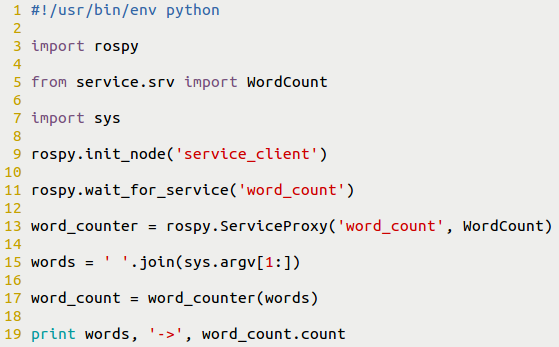 1 #!/usr/bin/env python
2
3 import rospy
4
5 from service.srv import WordCount
6
7 import sys
8
9 rospy.init_node('service_client')
10
11 rospy.wait_for_service('word_count')
12
13 word_counter = rospy.ServiceProxy('word_count', WordCount)
14
15 words = ' '.join(sys.argv[1:])
16
17 word_count = word_counter(words)
18
19 print words, '->', word_count.count